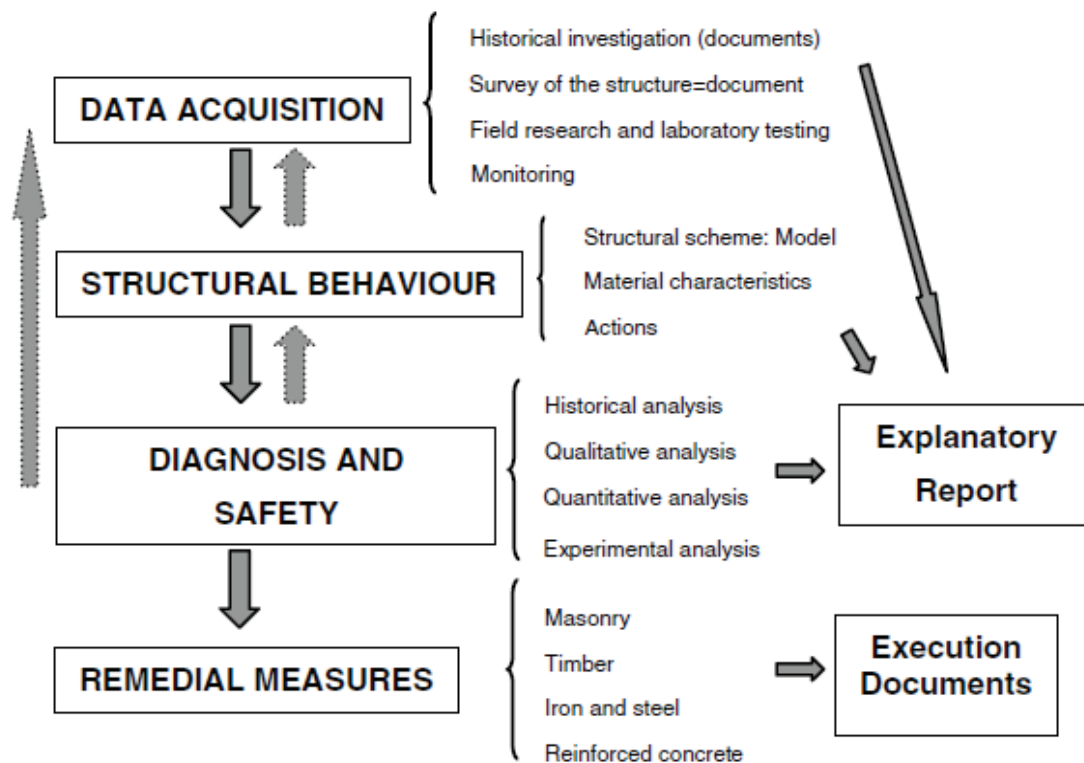 DATA ACQUISITION
Historical investigation (documents)
Survey of the structure=document
Field research and laboratory testing
Monitoring
STRUCTURAL BEHAVIOUR
Structural scheme: Model
Material characteristics
Actions
DIAGNOSIS AND
SAFETY
Historical analysis
Qualitative analysis
Quantitative analysis
Experimental analysis
Explanatory
Report
REMEDIAL MEASURES
Masonry
Timber
Iron and steel
Reinforced concrete
Execution
Documents